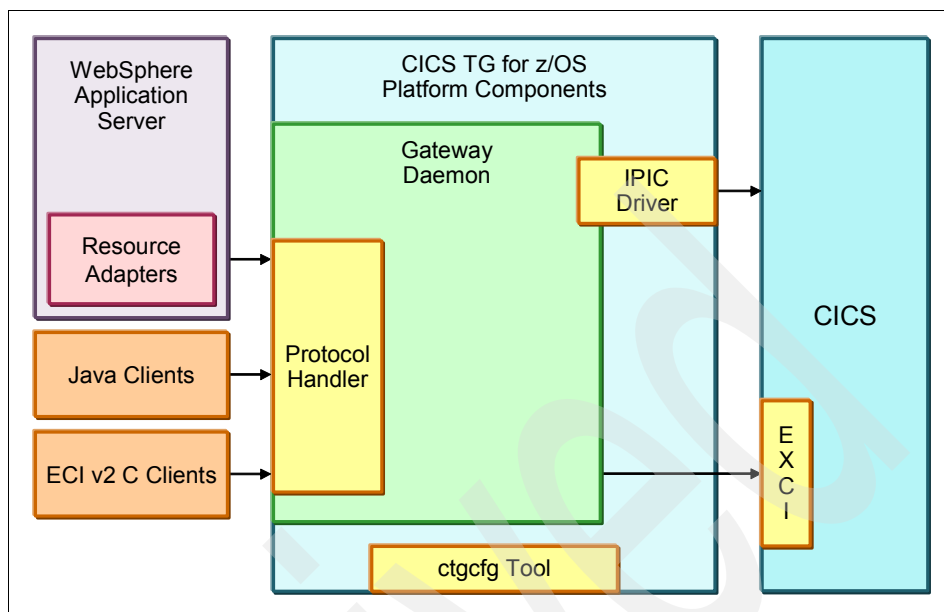 WebSphere
Application
Server
Resource
Adapters
Java Clients
ECI v2 C Clients
CICS TG for z/OS
Platform Components
Gateway
Daemon
Protocol
Handler
IPIC
Driver
ctgcfg Tool
CICS
E
X
C
I